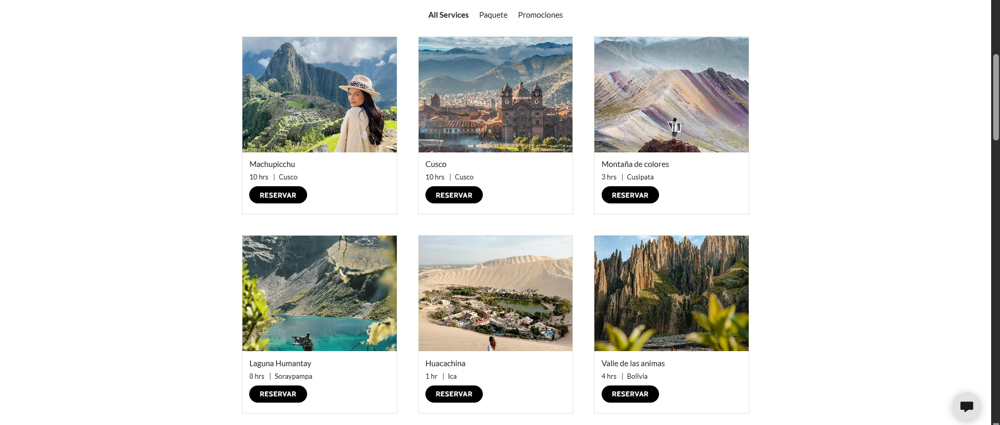 All Services Paquete Promociones
Machupicchu
10 hrs | Cusco
RESERVAR
Cusco
10 hrs | Cusco
RESERVAR
Montaña de colores
3 hrs | Cusipata
RESERVAR
Laguna Humantay
8 hrs | Soraypampa
RESERVAR
Huacachina
1 hr | Ica
RESERVAR
Valle de las animas
4 hrs | Bolivia
RESERVAR